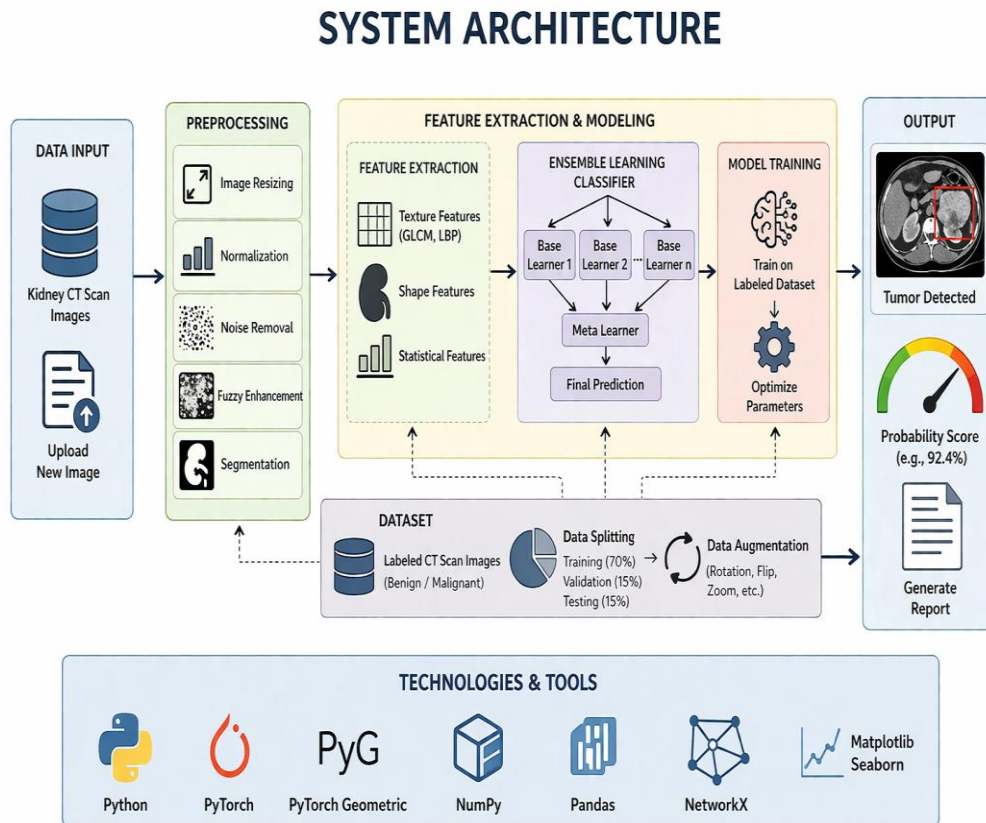 SYSTEM ARCHITECTURE
DATA INPUT
Kidney CT Scan
Images
Upload
New Image
PREPROCESSING
Image Resizing
Normalization
Noise Removal
Fuzzy Enhancement
Segmentation
FEATURE EXTRACTION & MODELING
FEATURE EXTRACTION
Texture Features
(GLCM, LBP)
Shape Features
Statistical Features
ENSEMBLE LEARNING
CLASSIFIER
Base
Learner 1
Base
Learner 2
...
Base
Learner n
Meta Learner
Final Prediction
MODEL TRAINING
Train on
Labeled Dataset
Optimize
Parameters
OUTPUT
Tumor Detected
Probability Score
(e.g., 92.4%)
Generate
Report
DATASET
Labeled CT Scan Images
(Benign / Malignant)
Data Splitting
Training (70%)
Validation (15%)
Testing (15%)
Data Augmentation
(Rotation, Flip,
Zoom, etc.)
TECHNOLOGIES & TOOLS
Python
PyTorch
PyG
PyTorch Geometric
NumPy
Pandas
NetworkX
Matplotlib
Seaborn